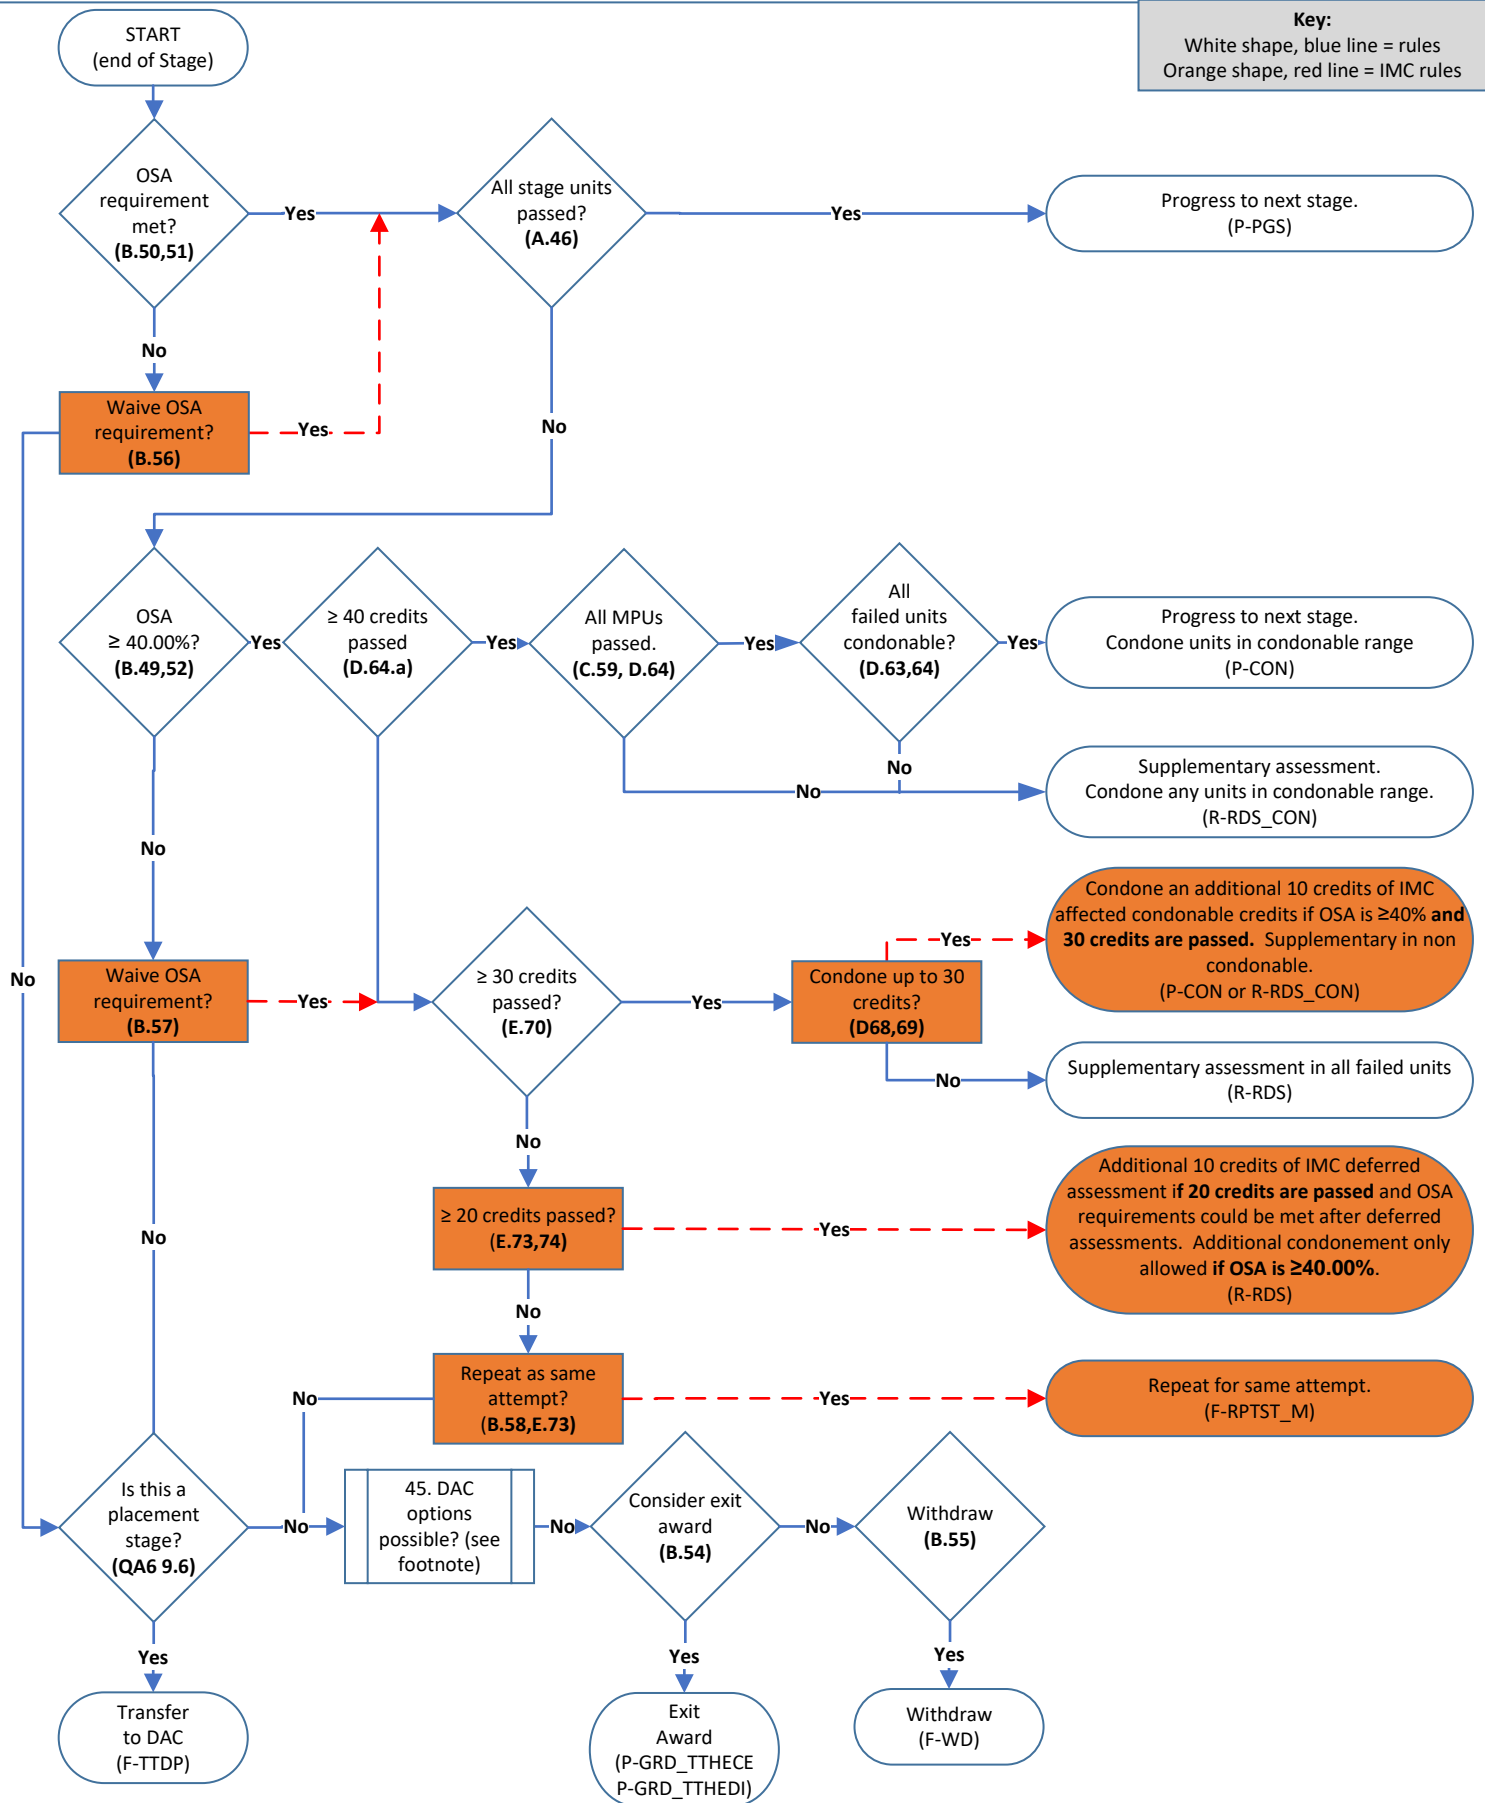 Key:
White shape, blue line = rules
Orange shape, red line = IMC rules
START
(end of Stage)
OSA
requirement
met?
(B.50,51)
Yes
All stage units
passed?
(A.46)
Yes
Progress to next stage.
(P-PGS)
No
Waive OSA
requirement?
(B.56)
Yes
No
No
OSA
≥ 40.00%?
(B.49,52)
Yes
≥ 40 credits
passed
(D.64.a)
Yes
All MPUs
passed.
(C.59, D.64)
Yes
All
failed units
condonable?
(D.63,64)
Yes
Progress to next stage.
Condone units in condonable range
(P-CON)
No
No
Supplementary assessment.
Condone any units in condonable range.
(R-RDS_CON)
No
Waive OSA
requirement?
(B.57)
Yes
≥ 30 credits
passed?
(E.70)
Yes
Condone up to 30
credits?
(D68,69)
Yes
Condone an additional 10 credits of IMC
affected condonable credits if OSA is ≥40% and
30 credits are passed. Supplementary in non
condonable.
(P-CON or R-RDS_CON)
No
Supplementary assessment in all failed units
(R-RDS)
No
≥ 20 credits passed?
(E.73,74)
Yes
Additional 10 credits of IMC deferred
assessment if 20 credits are passed and OSA
requirements could be met after deferred
assessments. Additional condonement only
allowed if OSA is ≥40.00%.
(R-RDS)
No
No
Repeat as same
attempt?
(B.58,E.73)
Yes
Repeat for same attempt.
(F-RPTST_M)
No
Is this a
placement
stage?
(QA6 9.6)
No
45. DAC
options
possible? (see
footnote)
No
Consider exit
award
(B.54)
No
Withdraw
(B.55)
Yes
Transfer
to DAC
(F-TTDP)
Yes
Exit
Award
(P-GRD_TTHECE
P-GRD_TTHEDI)
Yes
Withdraw
(F-WD)